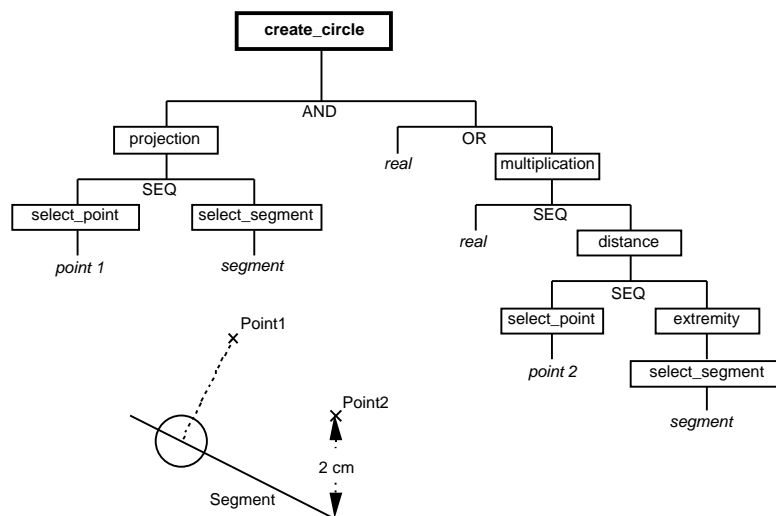 create_circle
AND
projection
real
OR
multiplication
SEQ
select_point
select_segment
real
SEQ
distance
point 1
segment
SEQ
select_point
extremity
point 2
select_segment
segment
Point1
Point2
2 cm
Segment